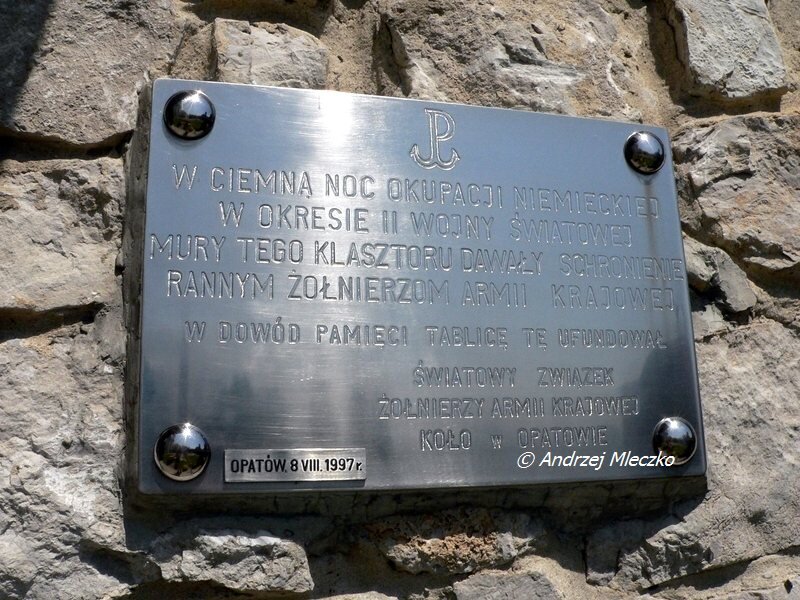 W CIEMNĄ NOC OKUPACJI NIEMIECKIEJ
W OKRESIE II WOJNY ŚWIATOWEJ
MURY TEGO KLASZTORU DAWAŁY SCHRONIENIE
RANNYM ŻOŁNIERZOM ARMII KRAJOWEJ
W DOWÓD PAMIĘCI TABLICĘ TĘ UFUNDOWAŁ
ŚWIATOWY ZWIĄZEK
ŻOŁNIERZY ARMII KRAJOWEJ
KOŁO w OPATOWIE
OPATÓW. 8 VIII. 1997 r.
© Andrzej Mleczko